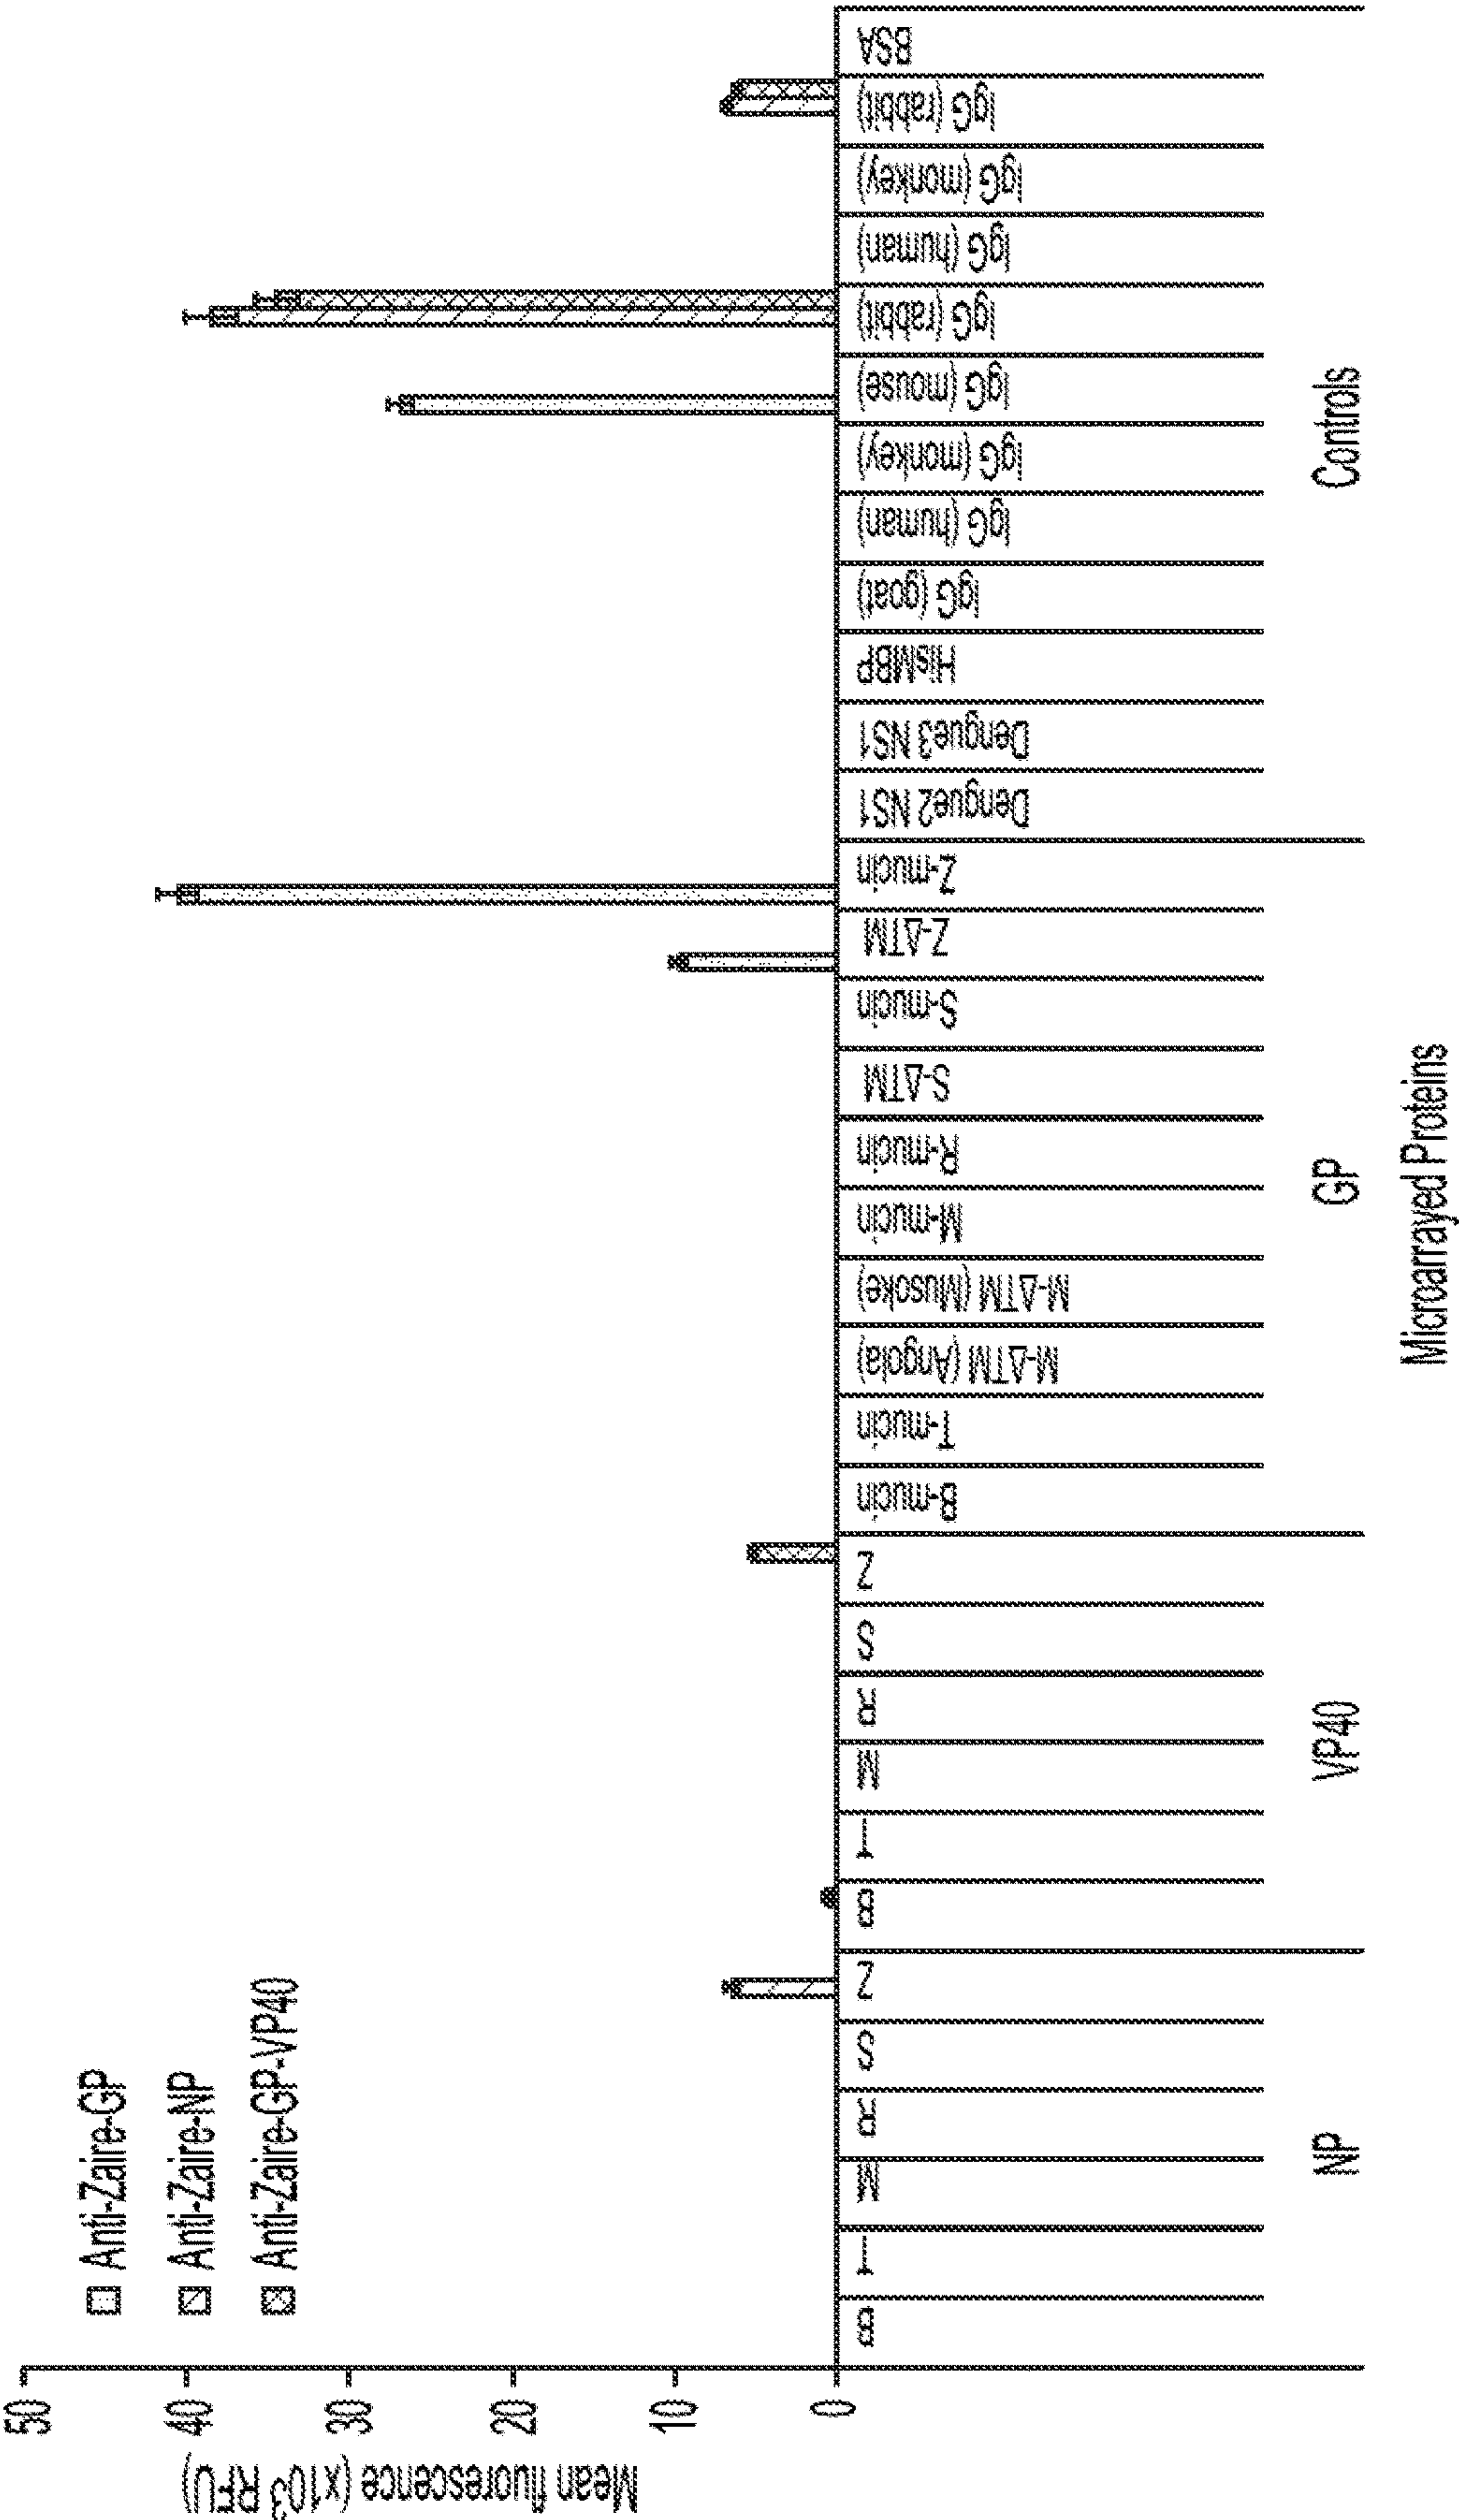 Mean fluorescence (x10³ RFU)
50
40
30
20
10
0
Anti-Zaire-GP
Anti-Zaire-NP
Anti-Zaire-GP-VP40
B
T
M
R
S
Z
B
T
M
R
S
Z
B-mucin
T-mucin
M-ΔTM (Angola)
M-ΔTM (Musoke)
M-mucin
R-mucin
S-ΔTM
S-mucin
Z-ΔTM
Z-mucin
Dengue2 NS1
Dengue3 NS1
HisMBP
IgG (goat)
IgG (human)
IgG (monkey)
IgG (mouse)
IgG (rabbit)
IgG (human)
IgG (monkey)
IgG (rabbit)
BSA
NP
VP40
GP
Controls
Microarrayed Proteins